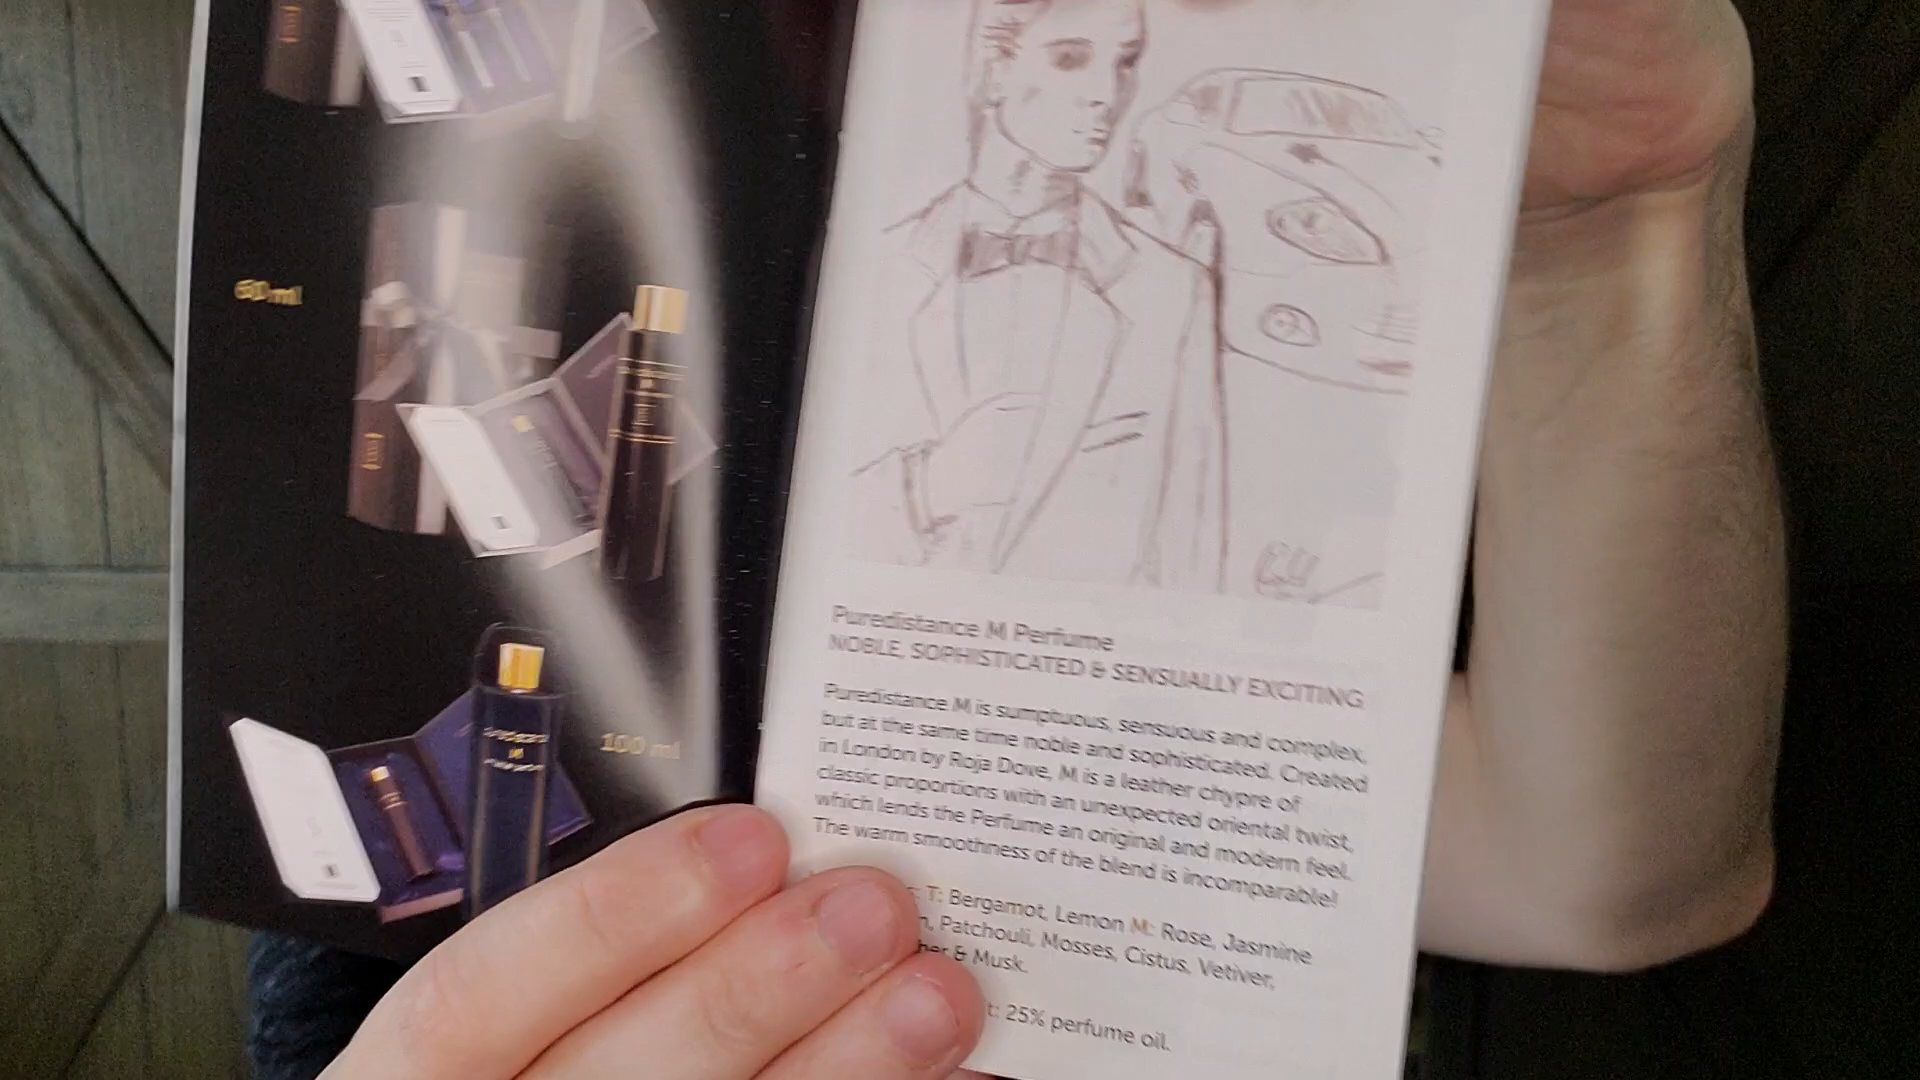 60 ml
100 ml
Puredistance M Perfume
NOBLE, SOPHISTICATED & SENSUALLY EXCITING
Puredistance M is sumptuous, sensuous and complex,
but at the same time noble and sophisticated. Created
in London by Roja Dove, M is a leather chypre of
classic proportions with an unexpected oriental twist,
which lends the Perfume an original and modern feel.
The warm smoothness of the blend is incomparable!
T: Bergamot, Lemon M: Rose, Jasmine
Patchouli, Mosses, Cistus, Vetiver,
& Musk.
25% perfume oil.